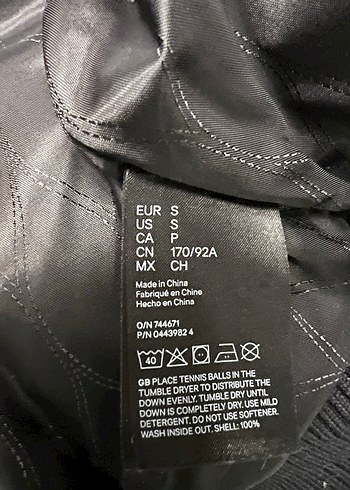 EUR S
US S
CA P
CN 170/92A
MX CH
Made in China
Fabriqué en Chine
Hecho en China
O/N 744671
P/N 0443982 4
40
GB PLACE TENNIS BALLS IN THE
TUMBLE DRYER TO DISTRIBUTE THE
DOWN EVENLY. TUMBLE DRY UNTIL
DOWN IS COMPLETELY DRY. USE MILD
DETERGENT. DO NOT USE SOFTENER.
WASH INSIDE OUT. SHELL: 100%